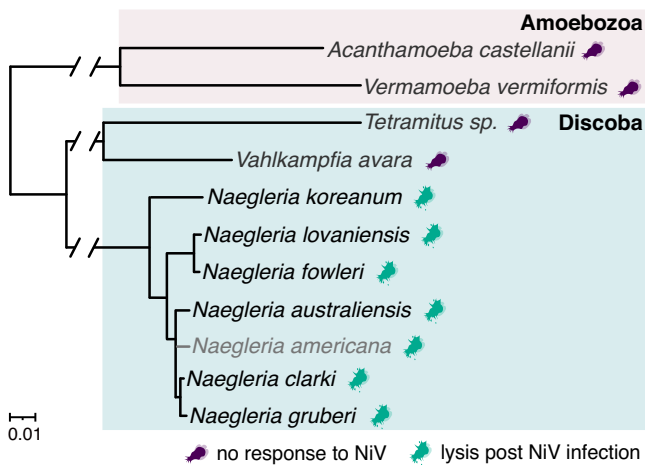 Amoebozoa
Acanthamoeba castellanii
Vermamoeba vermiformis
Tetramitus sp.
Discoba
Vahlkampfia avara
Naegleria koreanum
Naegleria lovaniensis
Naegleria fowleri
Naegleria australiensis
Naegleria americana
Naegleria clarki
Naegleria gruberi
0.01
no response to NiV
lysis post NiV infection